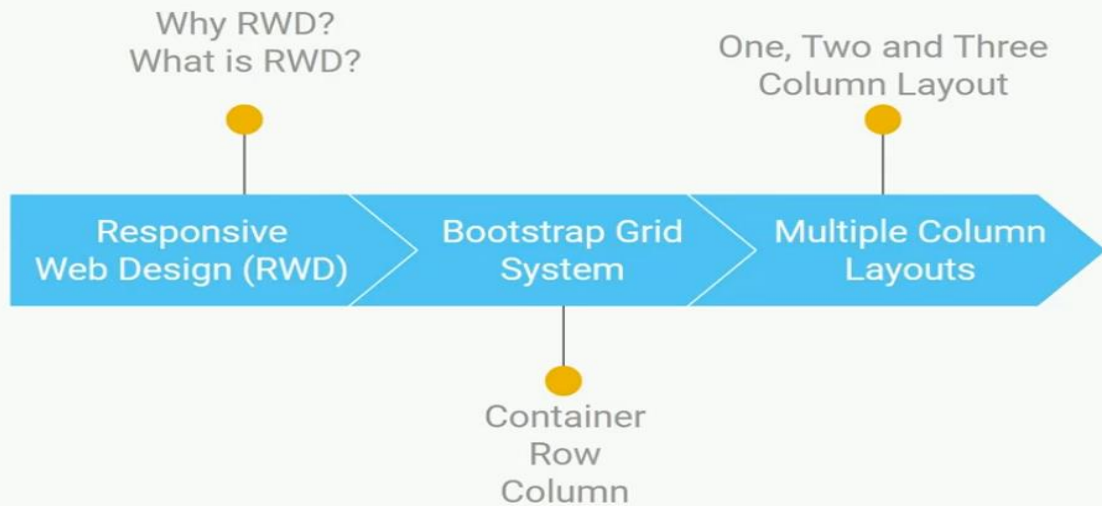 Why RWD?
What is RWD?
One, Two and Three
Column Layout
Responsive
Web Design (RWD)
Bootstrap Grid
System
Multiple Column
Layouts
Container
Row
Column